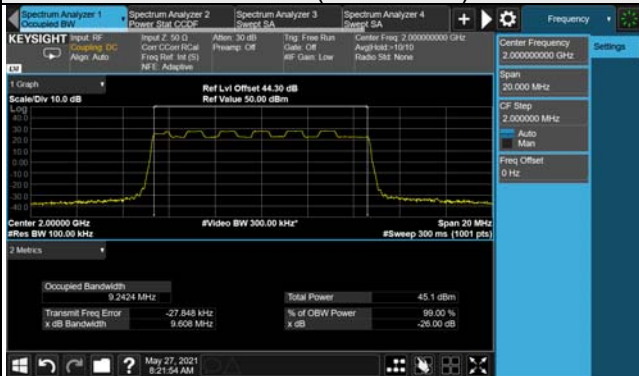 Spectrum Analyzer 1
Occupied BW
Spectrum Analyzer 2
Power Stat CCDF
Spectrum Analyzer 3
Swept SA
Spectrum Analyzer 4
Swept SA
Frequency
KEYSIGHT
Input: RF
Coupling: DC
Align: Auto
Input Z: 50 Ω
Corr CCorr RCal
Freq Ref: Int (S)
NFE: Adaptive
Atten: 30 dB
Preamp: Off
Trig: Free Run
Gate: Off
#IF Gain: Low
Center Freq: 2.000000000 GHz
Avg|Hold:>10/10
Radio Std: None
Center Frequency
2.000000000 GHz
Settings
Span
20.000 MHz
CF Step
2.000000 MHz
Auto
Man
Freq Offset
0 Hz
1 Graph
Scale/Div 10.0 dB
Ref Lvl Offset 44.30 dB
Ref Value 50.00 dBm
Log
40.0
30.0
20.0
10.0
0.00
-10.0
-20.0
-30.0
-40.0
Center 2.00000 GHz
#Res BW 100.00 kHz
#Video BW 300.00 kHz*
Span 20 MHz
#Sweep 300 ms (1001 pts)
2 Metrics
Occupied Bandwidth
9.2424 MHz
Total Power 45.1 dBm
Transmit Freq Error -27.848 kHz
% of OBW Power 99.00 %
x dB Bandwidth 9.608 MHz
x dB -26.00 dB
May 27, 2021
8:21:54 AM